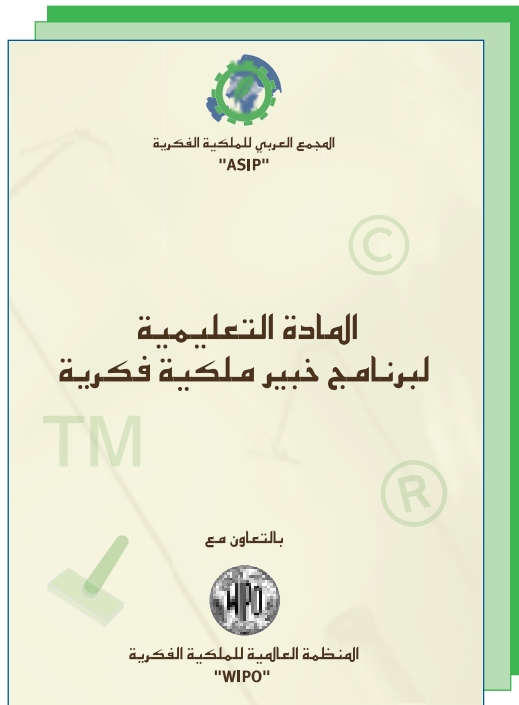 المجمع العربي للملكية الفكرية
"ASIP"
©
المادة التعليمية
لبرنامج خبير ملكية فكرية
TM
®
بالتعاون مع
WIPO
المنظمة العالمية للملكية الفكرية
"WIPO"